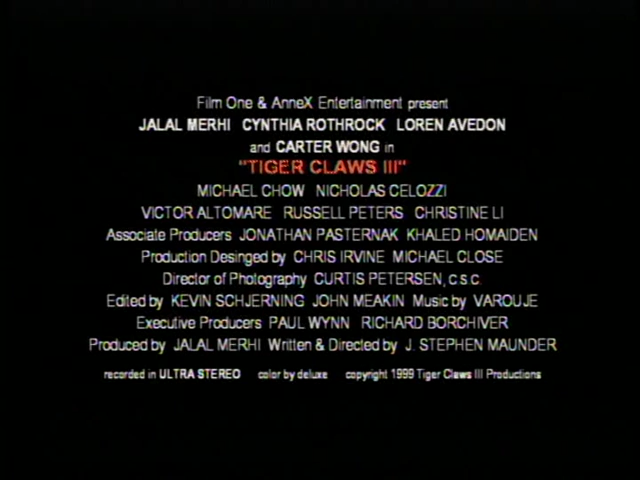 Film One & AnneX Entertainment present
JALAL MERHI CYNTHIA ROTHROCK LOREN AVEDON
and CARTER WONG in
"TIGER CLAWS III"
MICHAEL CHOW NICHOLAS CELOZZI
VICTOR ALTOMARE RUSSELL PETERS CHRISTINE LI
Associate Producers JONATHAN PASTERNAK KHALED HOMAIDEN
Production Desinged by CHRIS IRVINE MICHAEL CLOSE
Director of Photography CURTIS PETERSEN, c.s.c.
Edited by KEVIN SCHJERNING JOHN MEAKIN Music by VAROUJE
Executive Producers PAUL WYNN RICHARD BORCHIVER
Produced by JALAL MERHI Written & Directed by J. STEPHEN MAUNDER
recorded in ULTRA STEREO color by deluxe copyright 1999 Tiger Claws III Productions